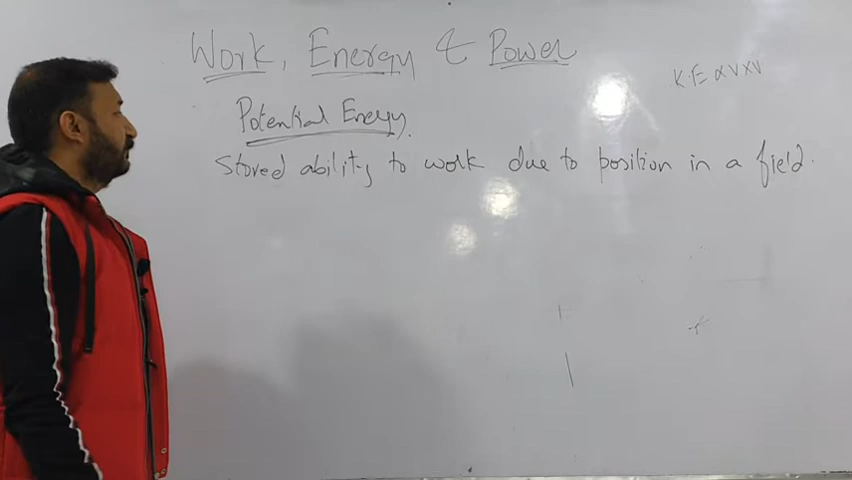 Work, Energy & Power
K.E ∝ V×V
Potential Energy.
Stored ability to work due to position in a field.